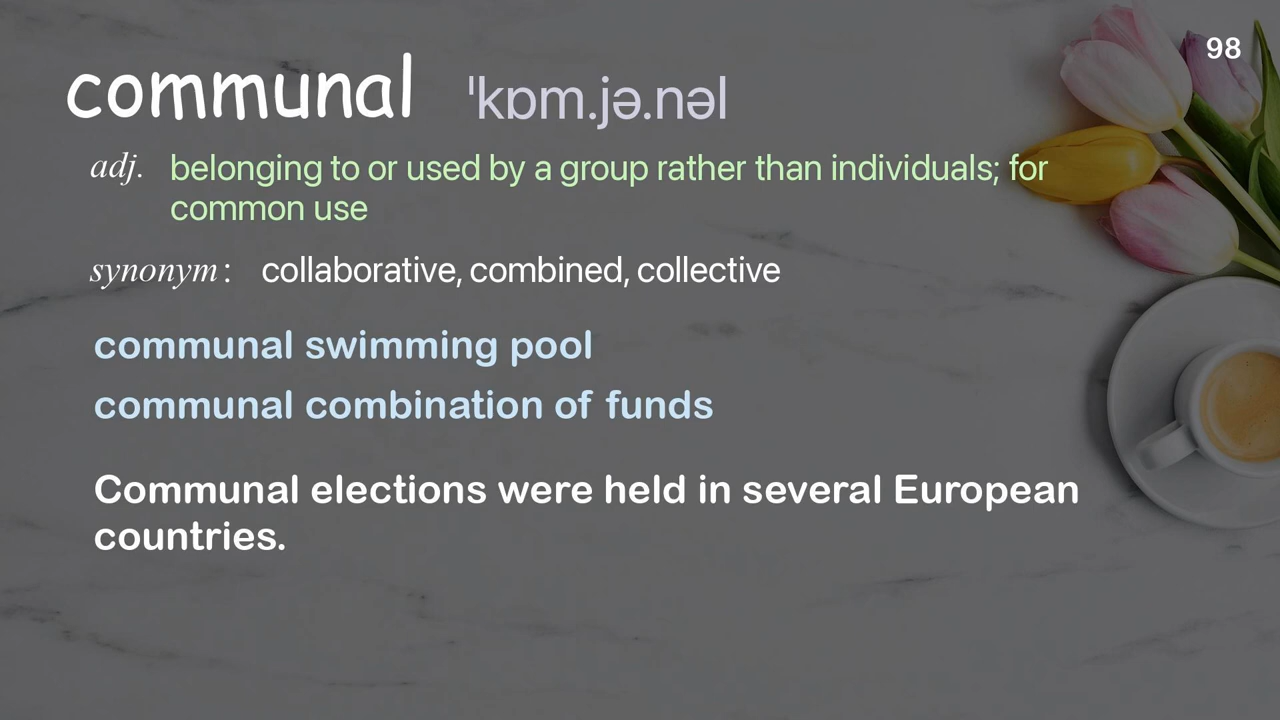 98
communal ˈkɒm.jə.nəl
adj. belonging to or used by a group rather than individuals; for
common use
synonym: collaborative, combined, collective
communal swimming pool
communal combination of funds
Communal elections were held in several European
countries.